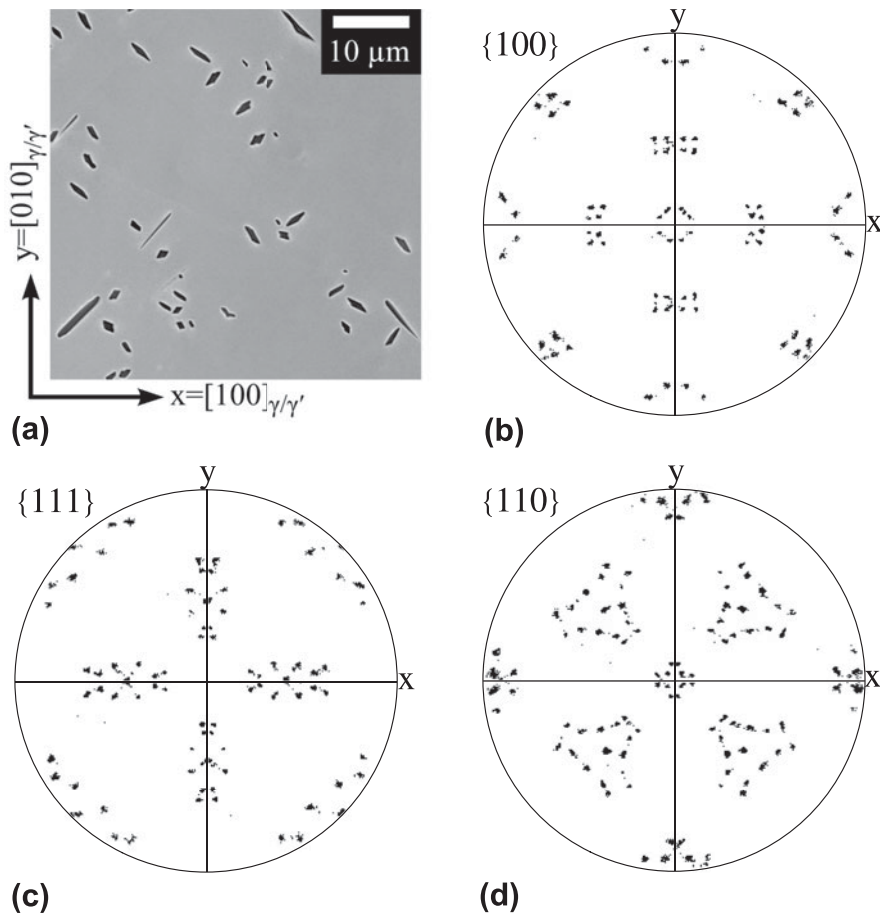 10 µm
y=[010]γ/γ′
x=[100]γ/γ′
(a)
y
{100}
x
(b)
y
{111}
x
(c)
y
{110}
x
(d)